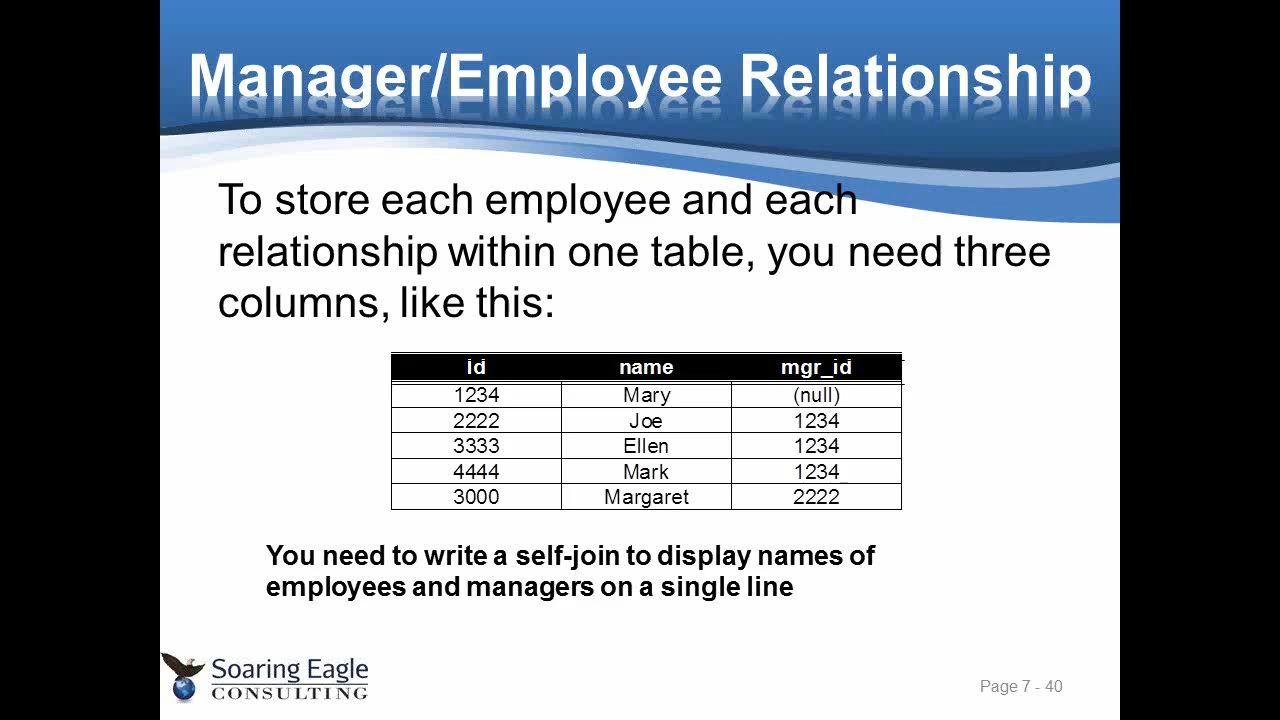 Manager/Employee Relationship
To store each employee and each
relationship within one table, you need three
columns, like this:
id name mgr_id
1234 Mary (null)
2222 Joe 1234
3333 Ellen 1234
4444 Mark 1234
3000 Margaret 2222
You need to write a self-join to display names of
employees and managers on a single line
Soaring Eagle
CONSULTING
Page 7 - 40